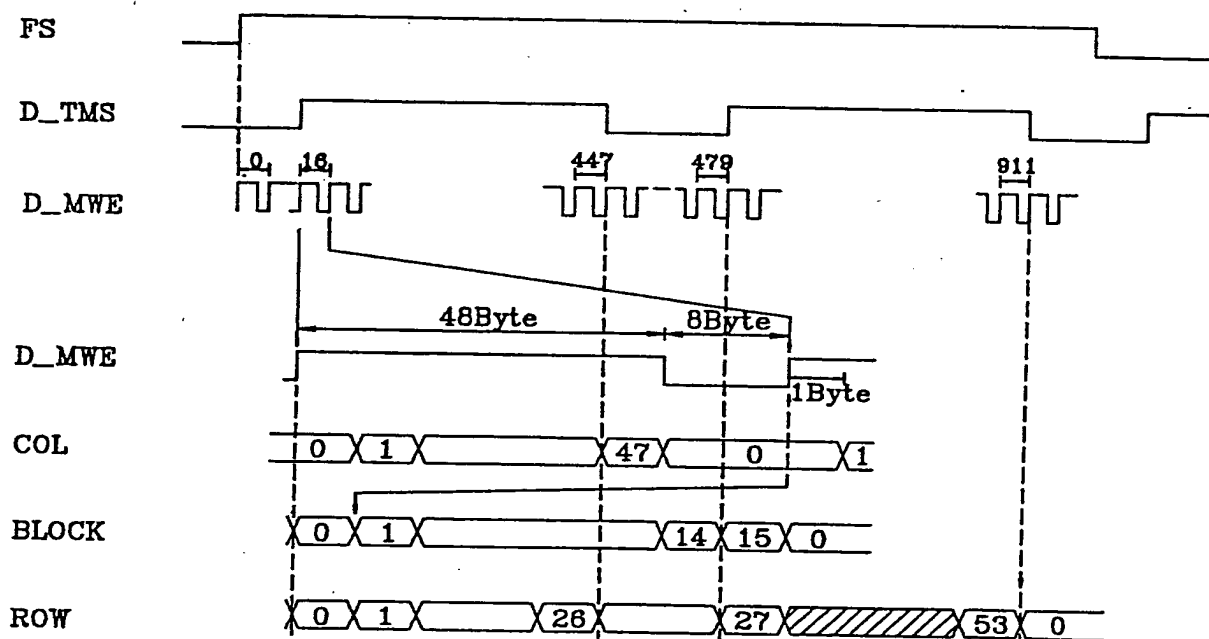 FS
D_TMS
0 16 447 479 911
D_MWE
48Byte 8Byte
D_MWE
1Byte
COL 0 1 47 0 1
BLOCK 0 1 14 15 0
ROW 0 1 26 27 53 0